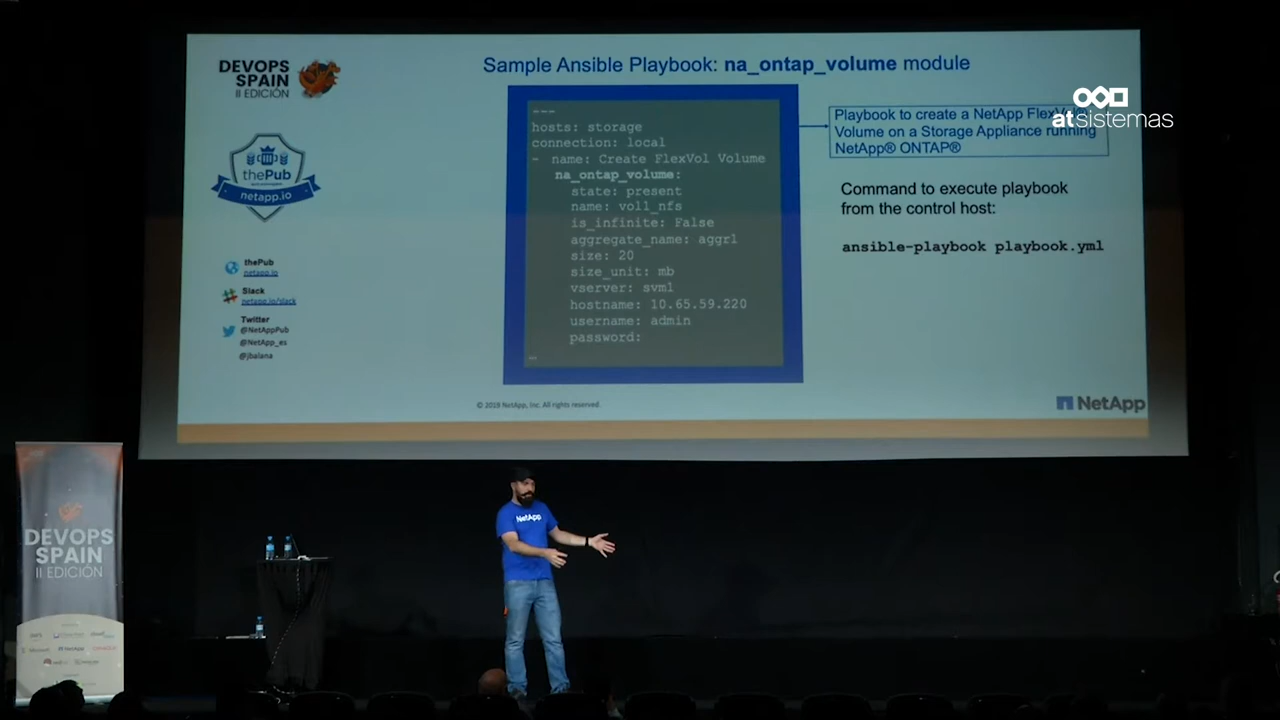 DEVOPS
SPAIN
II EDICIÓN
Sample Ansible Playbook: na_ontap_volume module
thePub
netapp.io
---
hosts: storage
connection: local
- name: Create FlexVol Volume
na_ontap_volume:
state: present
name: vol1_nfs
is_infinite: False
aggregate_name: aggr1
size: 20
size_unit: mb
vserver: svm1
hostname: 10.65.59.220
username: admin
password:
Playbook to create a NetApp FlexVol®
Volume on a Storage Appliance running
NetApp® ONTAP®
atsistemas
Command to execute playbook
from the control host:
ansible-playbook playbook.yml
thePub
netapp.io
Slack
netapp.io/slack
Twitter
@NetAppPub
@NetApp_es
@jbalana
© 2019 NetApp, Inc. All rights reserved.
NetApp
NetApp
DEVOPS
SPAIN
II EDICIÓN
Microsoft
NetApp